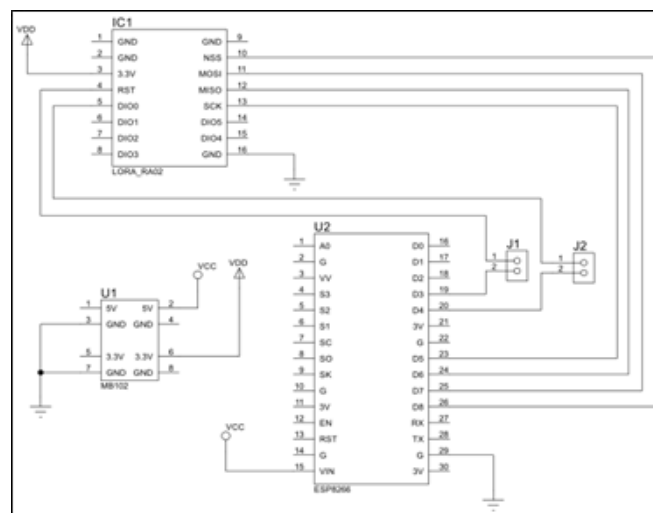 IC1
VDD
1 GND GND 9
2 GND NSS 10
3 3.3V MOSI 11
4 RST MISO 12
5 DIO0 SCK 13
6 DIO1 DIO5 14
7 DIO2 DIO4 15
8 DIO3 GND 16
LORA_RA02
U2
1 A0 D0 16
2 G D1 17
3 VV D2 18
4 S3 D3 19
5 S2 D4 20
6 S1 3V 21
7 SC G 22
8 SO D5 23
9 SK D6 24
10 G D7 25
11 3V D8 26
12 EN RX 27
13 RST TX 28
14 G G 29
15 VIN 3V 30
ESP8266
J1
1
2
J2
1
2
VCC
VDD
U1
1 5V 5V 2
3 GND GND 4
5 3.3V 3.3V 6
7 GND GND 8
MB102
VCC